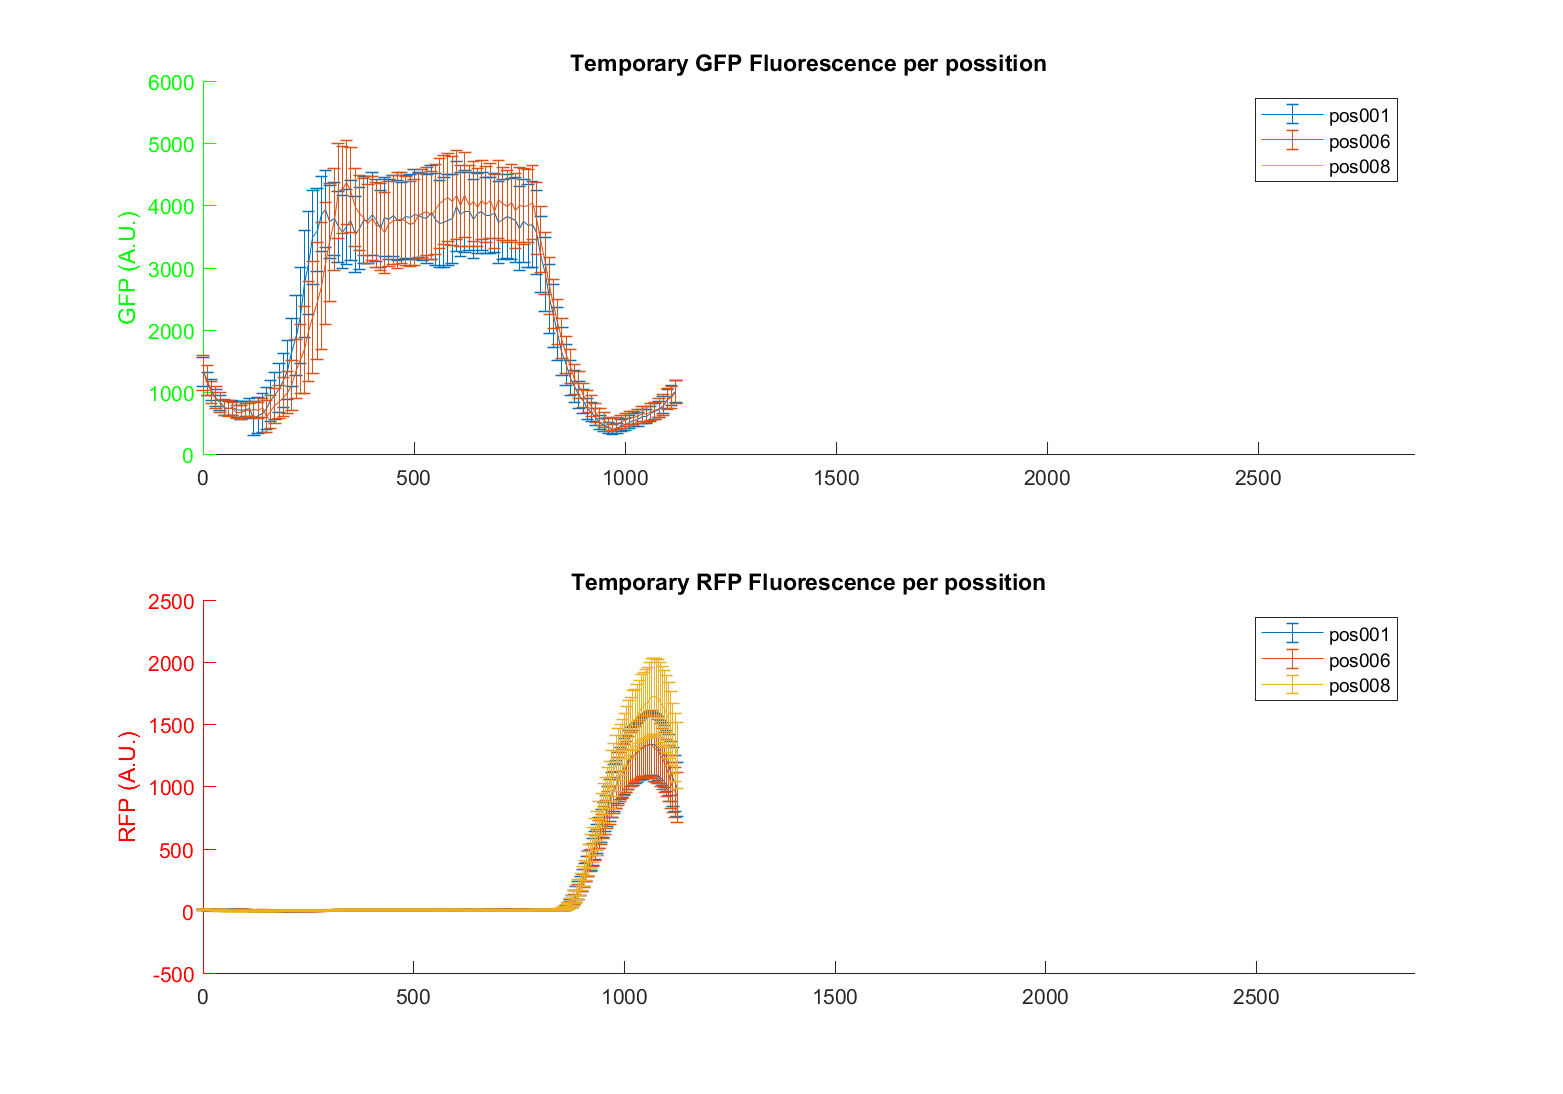 Temporary GFP Fluorescence per possition
6000
5000
4000
3000
2000
1000
0
GFP (A.U.)
0 500 1000 1500 2000 2500
pos001
pos006
pos008
Temporary RFP Fluorescence per possition
2500
2000
1500
1000
500
0
-500
RFP (A.U.)
0 500 1000 1500 2000 2500
pos001
pos006
pos008